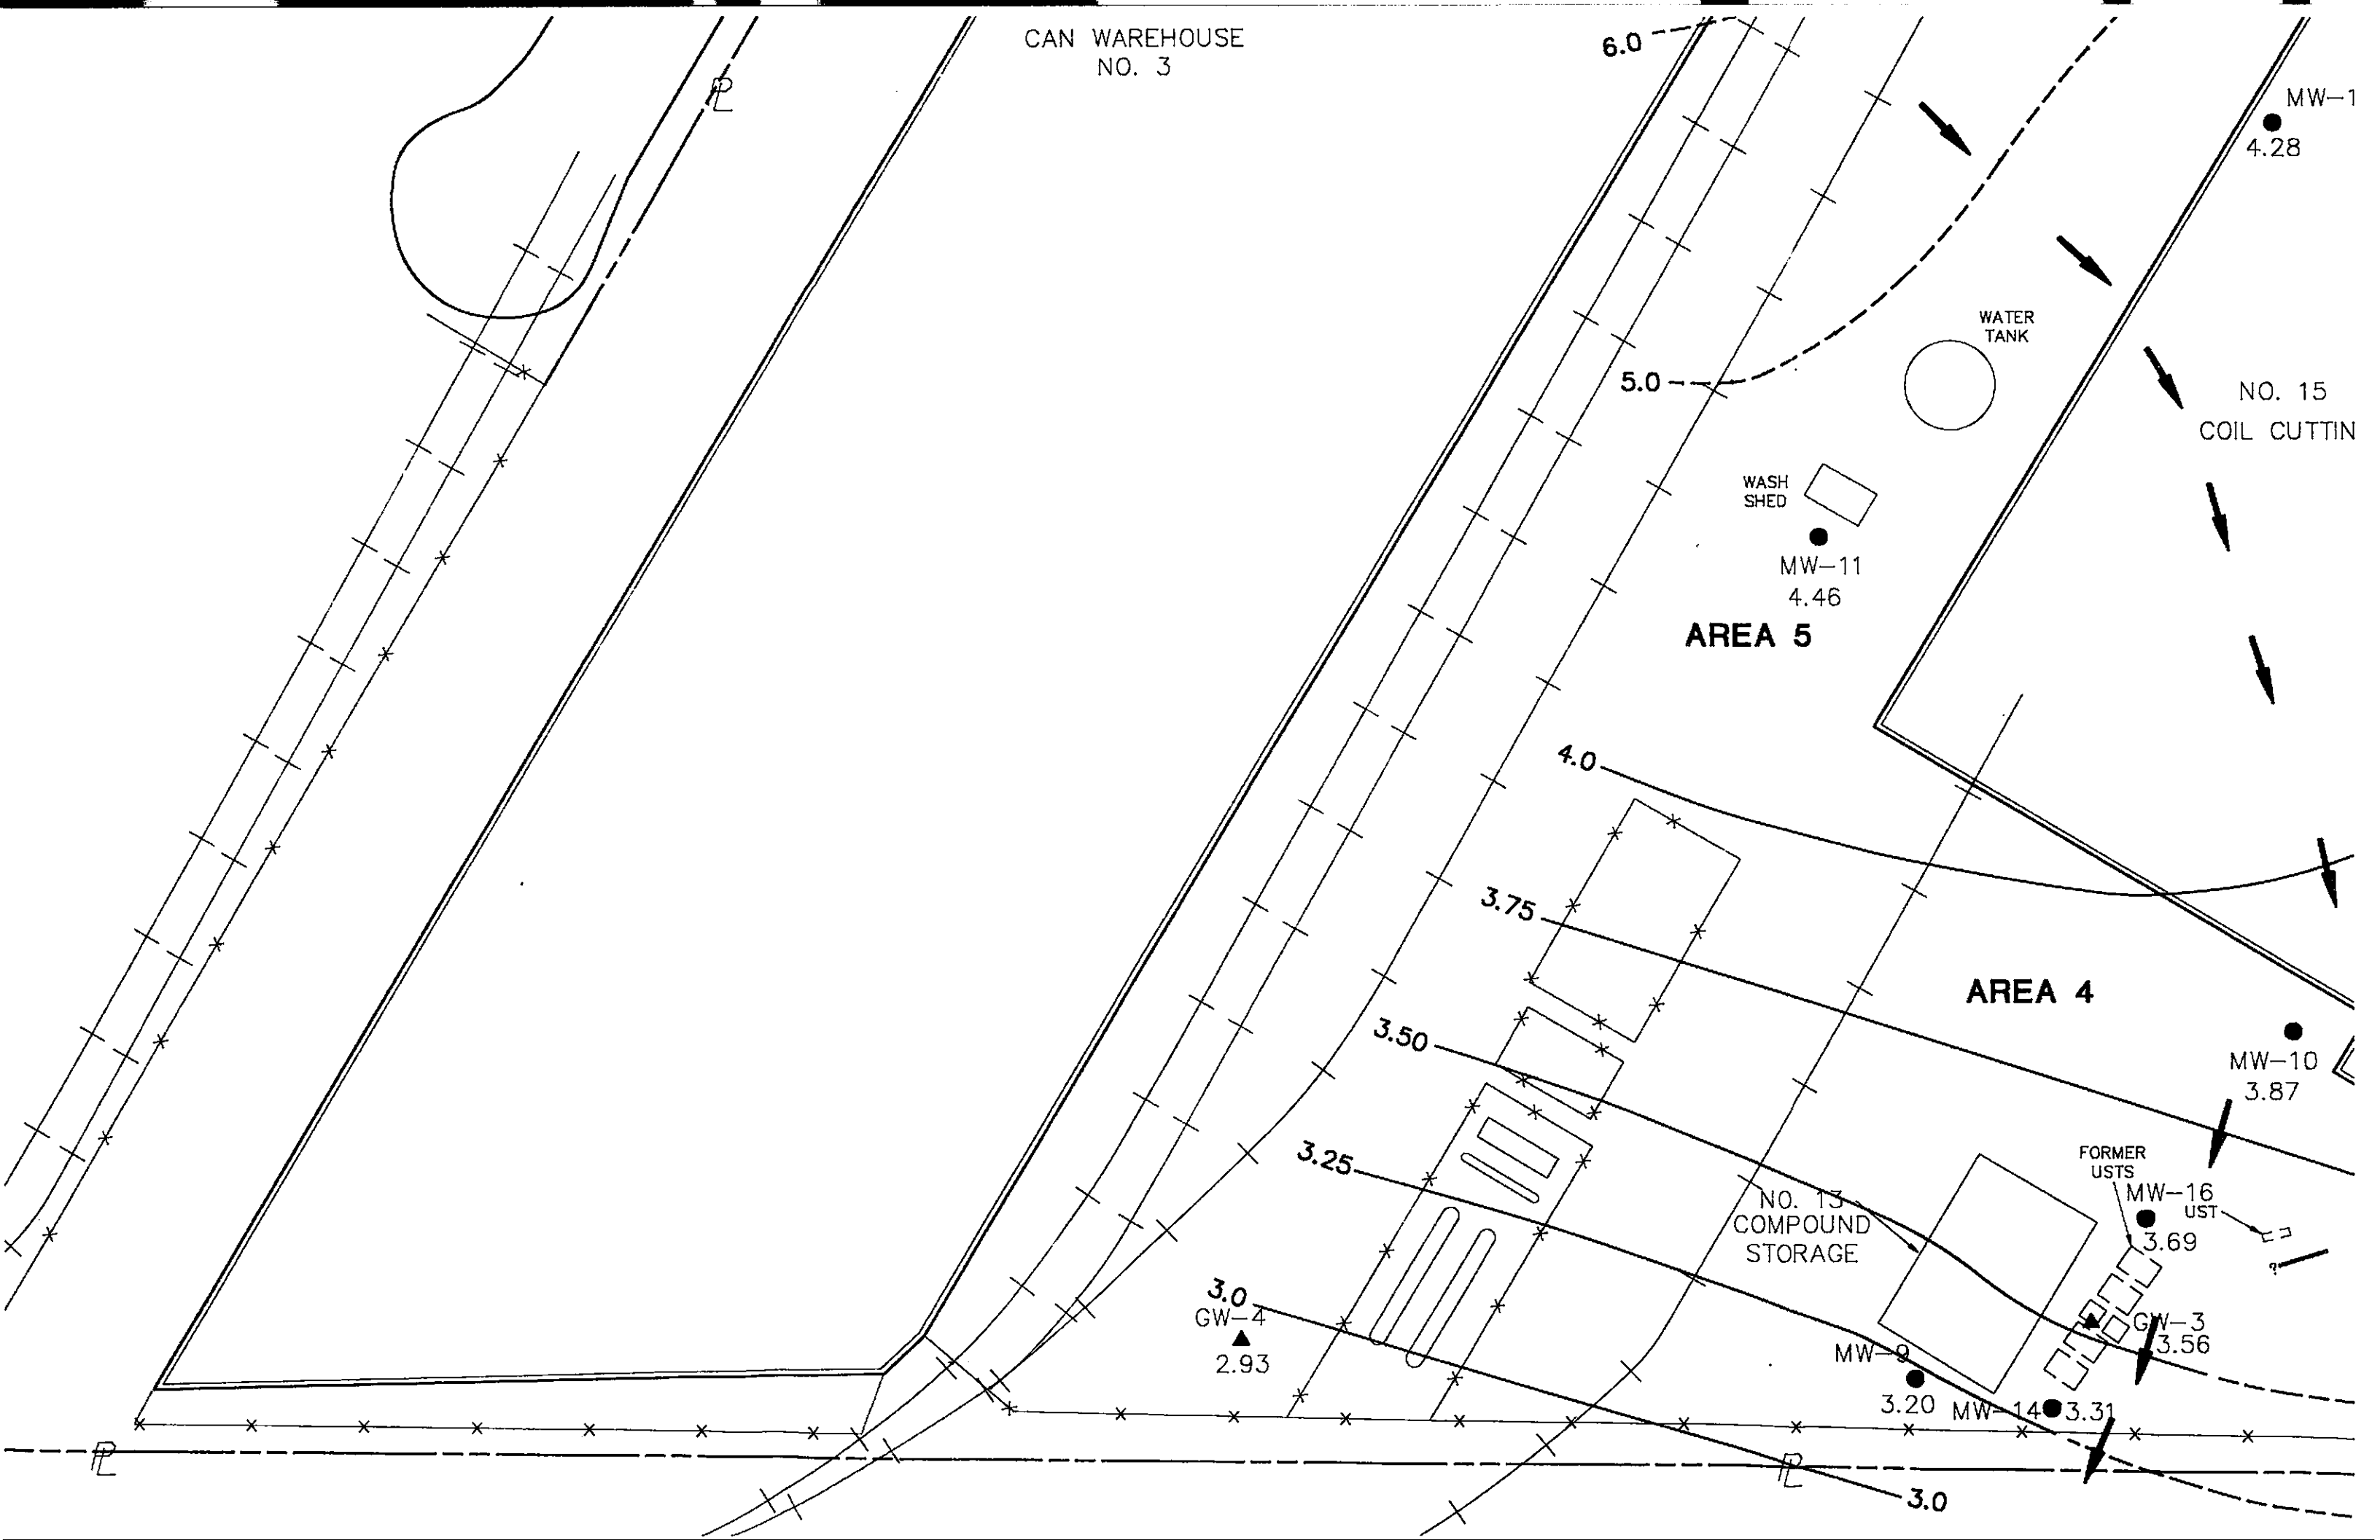 CAN WAREHOUSE
NO. 3
6.0
PL
MW-1
4.28
WATER
TANK
5.0
NO. 15
COIL CUTTIN
WASH
SHED
MW-11
4.46
AREA 5
4.0
3.75
AREA 4
3.50
MW-10
3.87
3.25
FORMER
USTS
MW-16
UST
3.69
NO. 13
COMPOUND
STORAGE
?
3.0
GW-4
2.93
GW-3
3.56
MW-9
3.20
MW-14
3.31
PL
PL
3.0